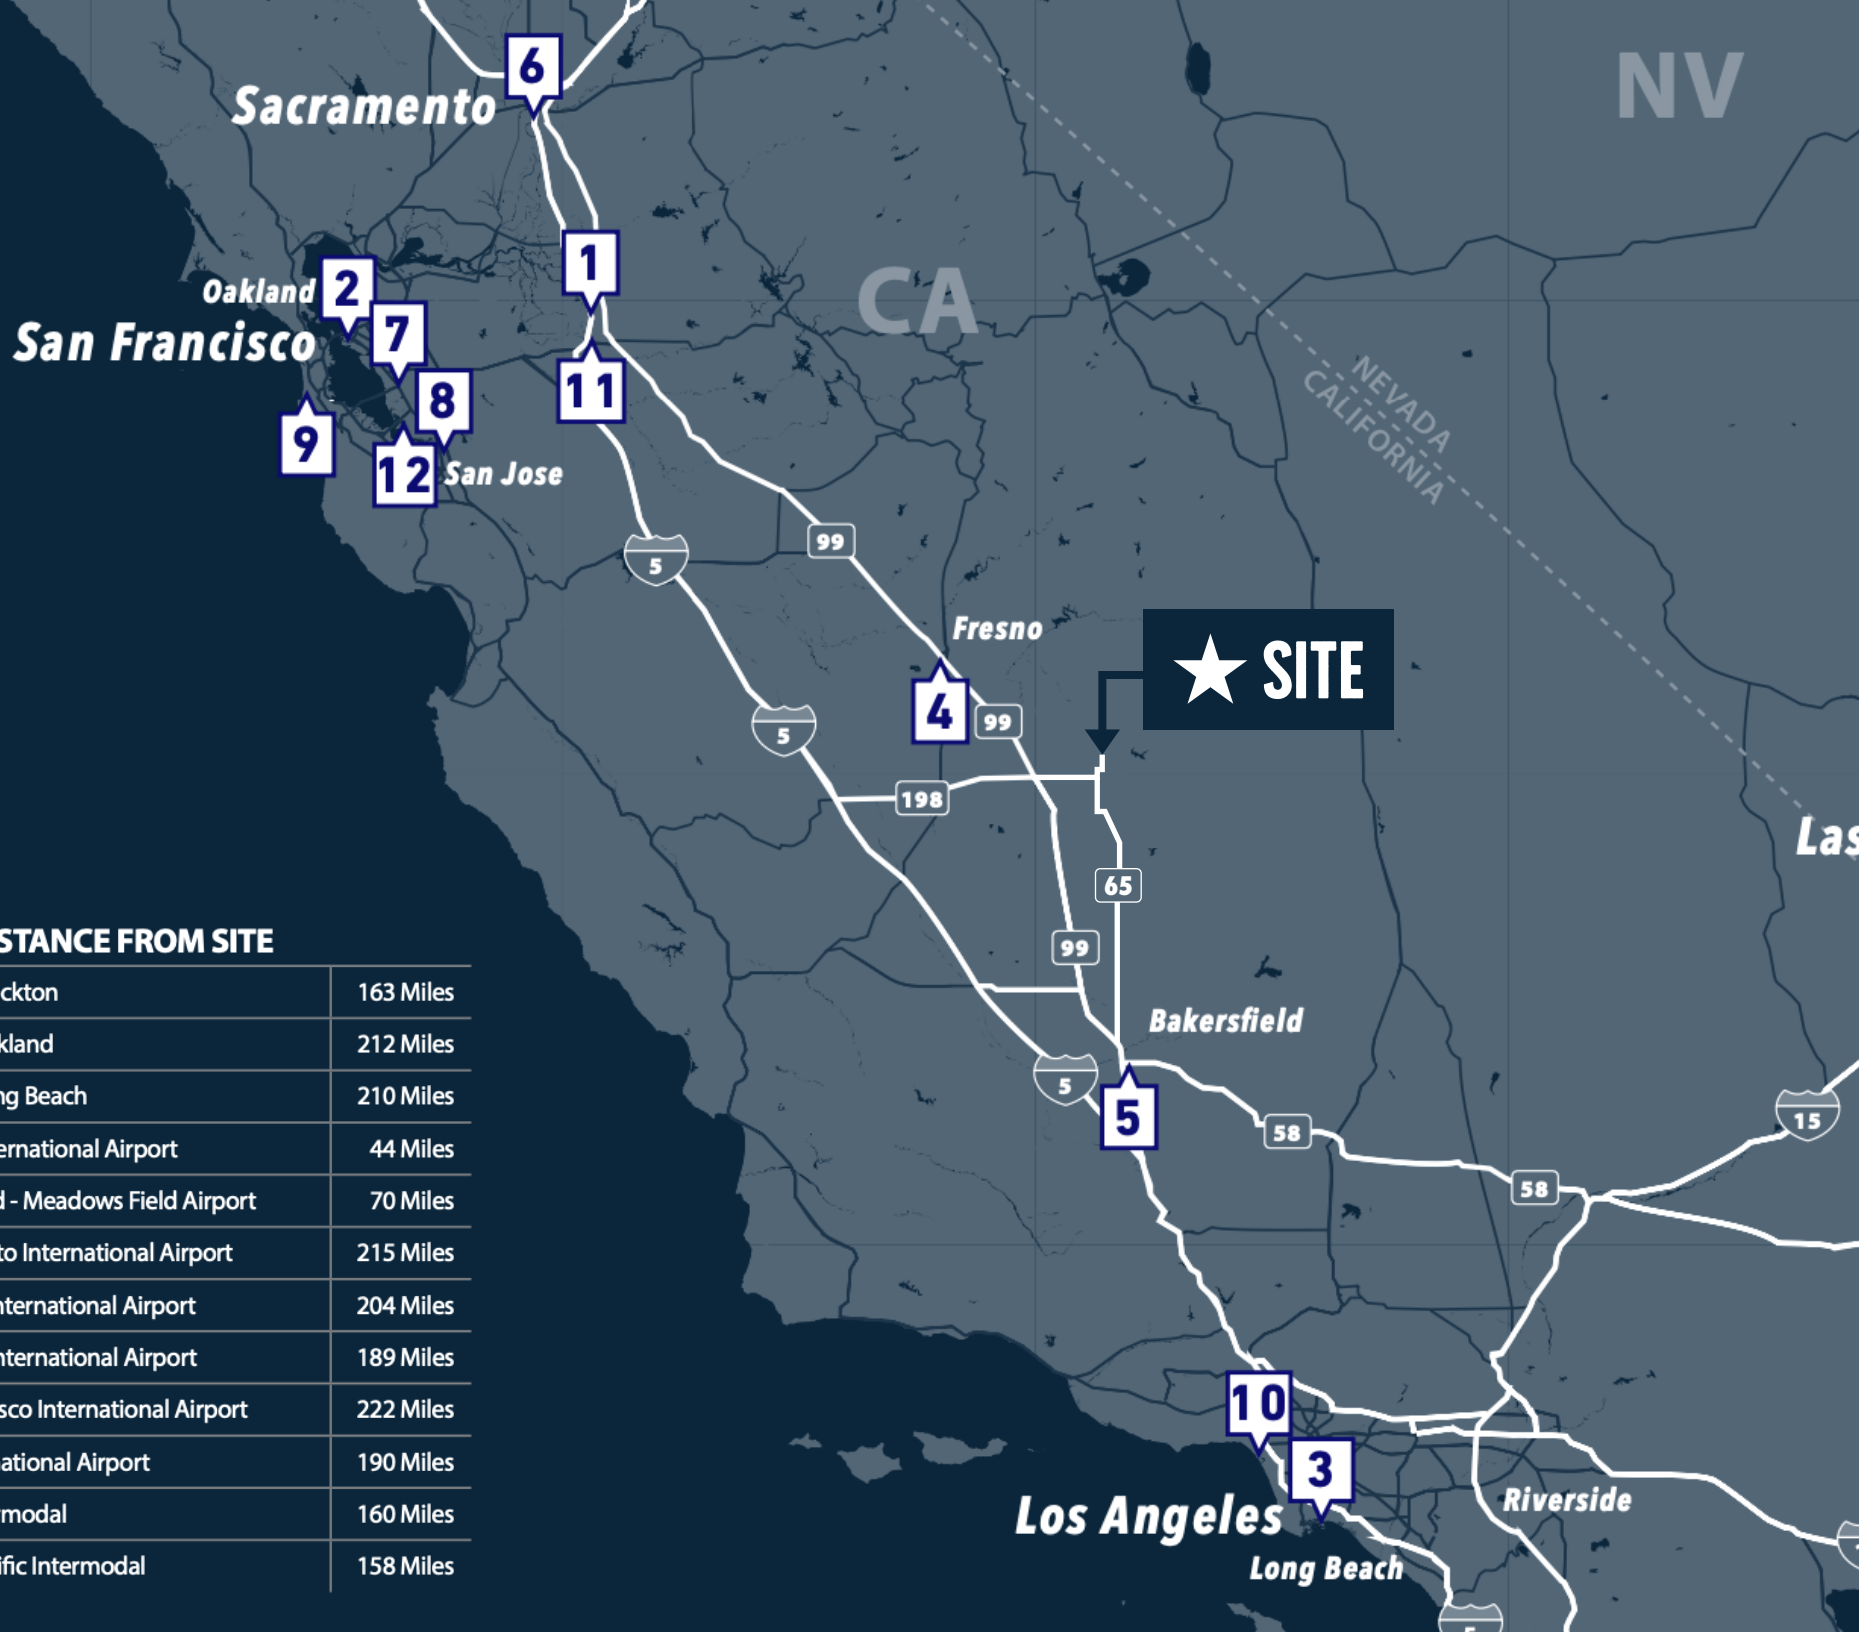 NV
6
Sacramento
1
CA
2
Oakland
7
San Francisco
11
8
9
12
San Jose
NEVADA
CALIFORNIA
99
5
Fresno
SITE
4
99
5
198
Las
65
99
Bakersfield
5
5
58
15
58
10
3
Los Angeles
Riverside
Long Beach
STANCE FROM SITE
ckton 163 Miles
kland 212 Miles
ng Beach 210 Miles
ernational Airport 44 Miles
d - Meadows Field Airport 70 Miles
to International Airport 215 Miles
nternational Airport 204 Miles
nternational Airport 189 Miles
sco International Airport 222 Miles
ational Airport 190 Miles
rmodal 160 Miles
ific Intermodal 158 Miles